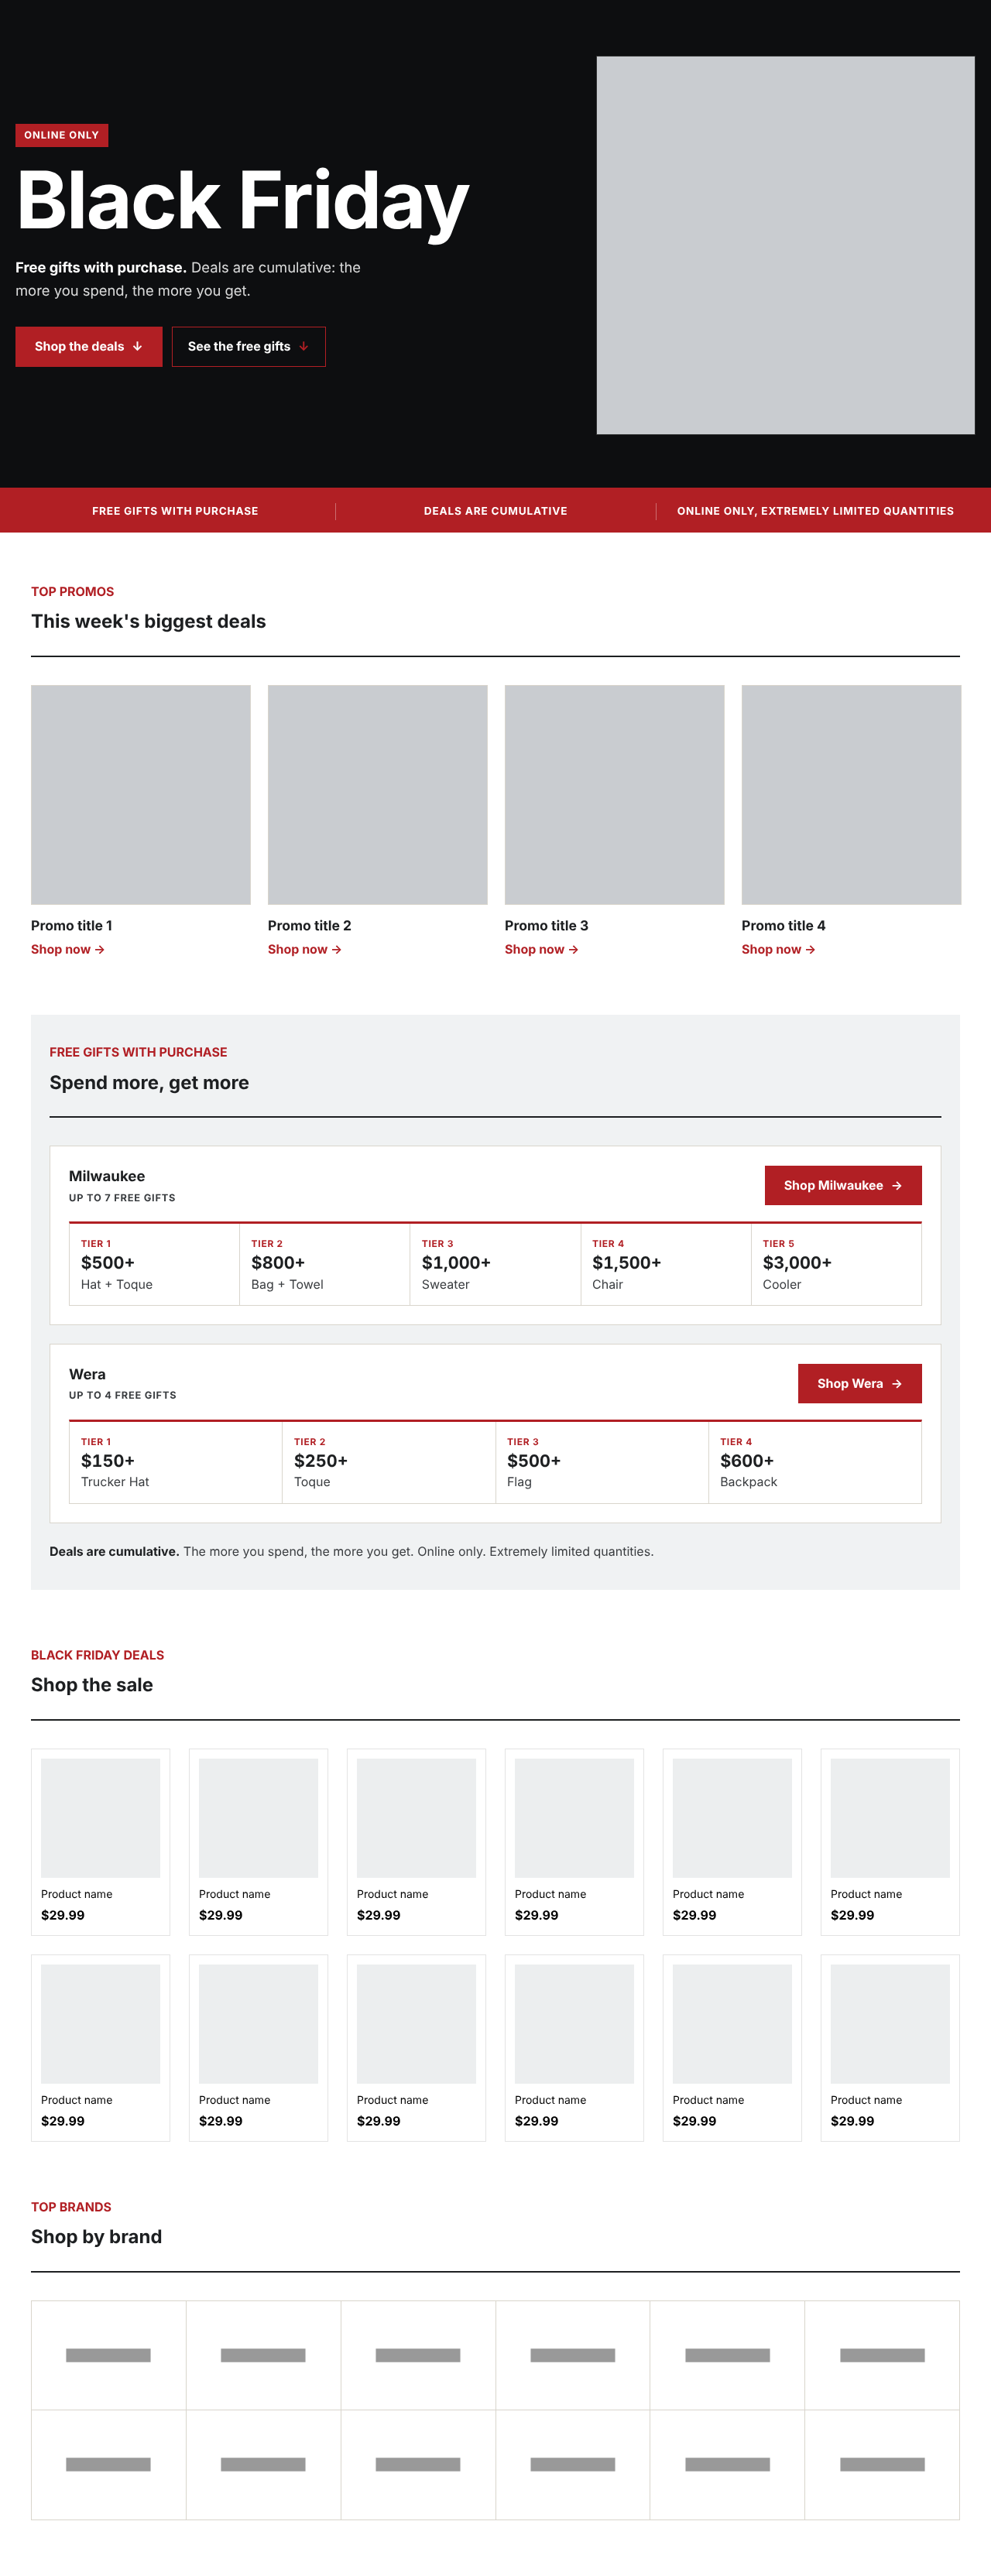 ONLINE ONLY
Black Friday
Free gifts with purchase. Deals are cumulative: the
more you spend, the more you get.
Shop the deals ↓
See the free gifts ↓
FREE GIFTS WITH PURCHASE
DEALS ARE CUMULATIVE
ONLINE ONLY, EXTREMELY LIMITED QUANTITIES
TOP PROMOS
This week's biggest deals
Promo title 1
Shop now →
Promo title 2
Shop now →
Promo title 3
Shop now →
Promo title 4
Shop now →
FREE GIFTS WITH PURCHASE
Spend more, get more
Milwaukee
UP TO 7 FREE GIFTS
Shop Milwaukee →
TIER 1
$500+
Hat + Toque
TIER 2
$800+
Bag + Towel
TIER 3
$1,000+
Sweater
TIER 4
$1,500+
Chair
TIER 5
$3,000+
Cooler
Wera
UP TO 4 FREE GIFTS
Shop Wera →
TIER 1
$150+
Trucker Hat
TIER 2
$250+
Toque
TIER 3
$500+
Flag
TIER 4
$600+
Backpack
Deals are cumulative. The more you spend, the more you get. Online only. Extremely limited quantities.
BLACK FRIDAY DEALS
Shop the sale
Product name
$29.99
Product name
$29.99
Product name
$29.99
Product name
$29.99
Product name
$29.99
Product name
$29.99
Product name
$29.99
Product name
$29.99
Product name
$29.99
Product name
$29.99
Product name
$29.99
Product name
$29.99
TOP BRANDS
Shop by brand